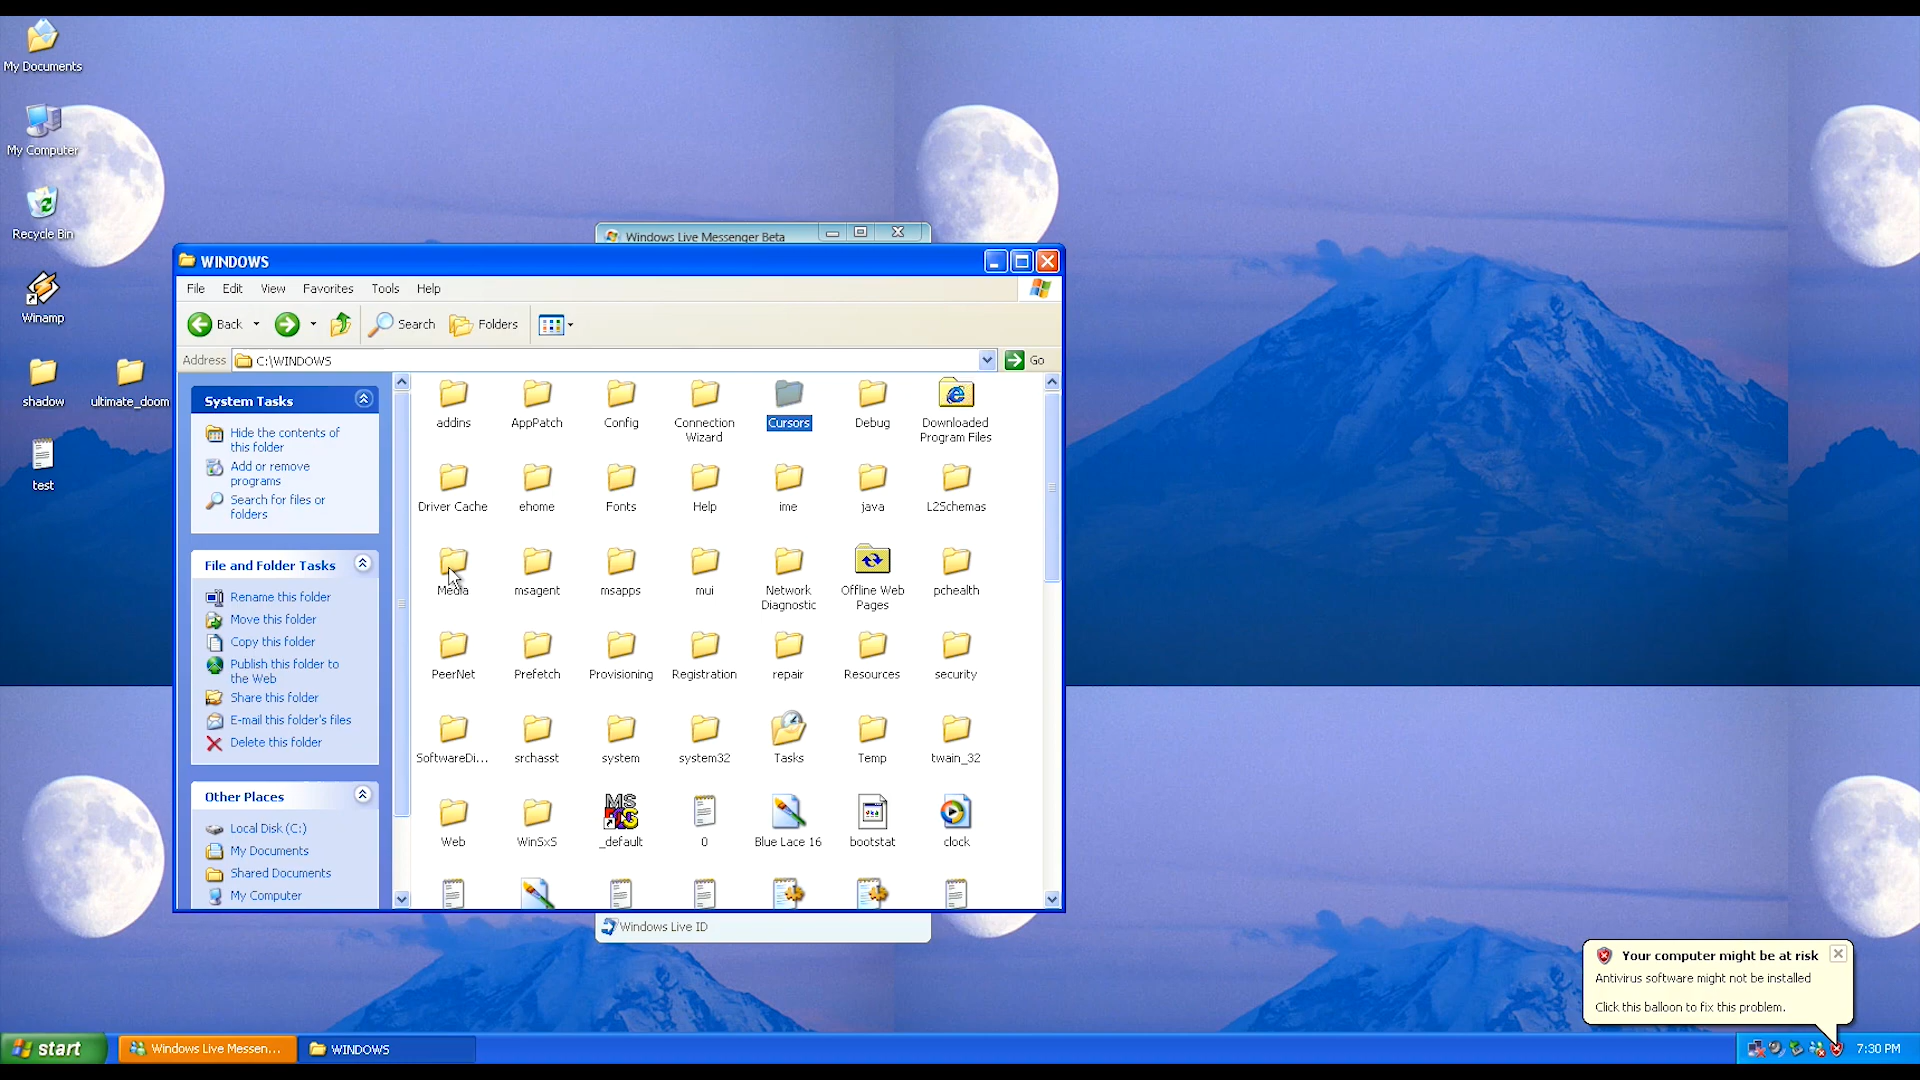 My Documents
My Computer
Recycle Bin
Winamp
shadow
ultimate_doom
test
Windows Live Messenger Beta
WINDOWS
File Edit View Favorites Tools Help
Back Search Folders
Address C:\WINDOWS Go
System Tasks
Hide the contents of
this folder
Add or remove
programs
Search for files or
folders
File and Folder Tasks
Rename this folder
Move this folder
Copy this folder
Publish this folder to
the Web
Share this folder
E-mail this folder's files
Delete this folder
Other Places
Local Disk (C:)
My Documents
Shared Documents
My Computer
addins AppPatch Config Connection Wizard Cursors Debug Downloaded Program Files
Driver Cache ehome Fonts Help ime java L2Schemas
Media msagent msapps mui Network Diagnostic Offline Web Pages pchealth
PeerNet Prefetch Provisioning Registration repair Resources security
SoftwareDi... srchasst system system32 Tasks Temp twain_32
Web WinSxS _default 0 Blue Lace 16 bootstat clock
MS
Windows Live ID
Your computer might be at risk
Antivirus software might not be installed
Click this balloon to fix this problem.
start Windows Live Messen... WINDOWS 7:30 PM